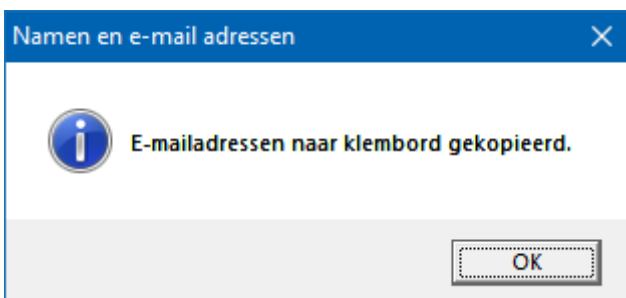 Namen en e-mail adressen
E-mailadressen naar klembord gekopieerd.
OK